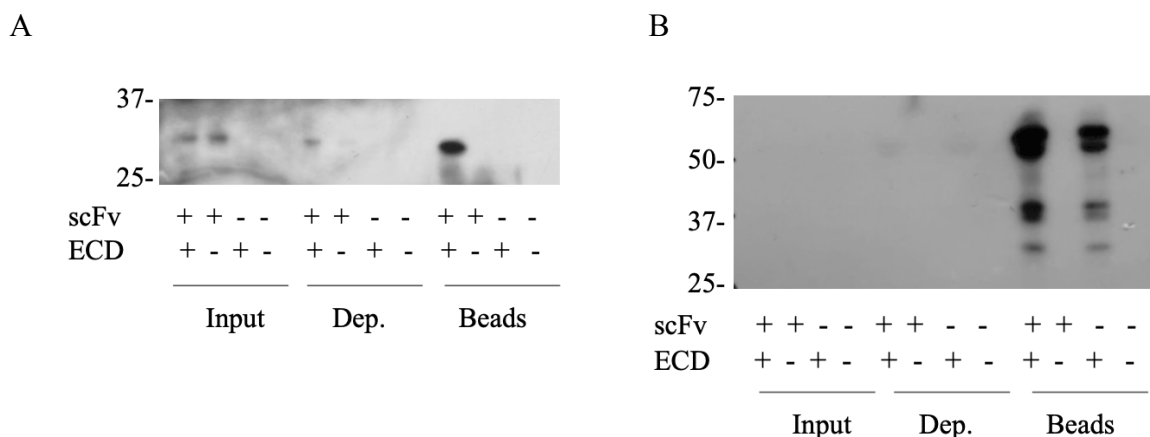 A
37-
25-
scFv + + - - + + - - + + - -
ECD + - + - + - + - + - + -
Input Dep. Beads
B
75-
50-
37-
25-
scFv + + - - + + - - + + - -
ECD + - + - + - + - + - + -
Input Dep. Beads